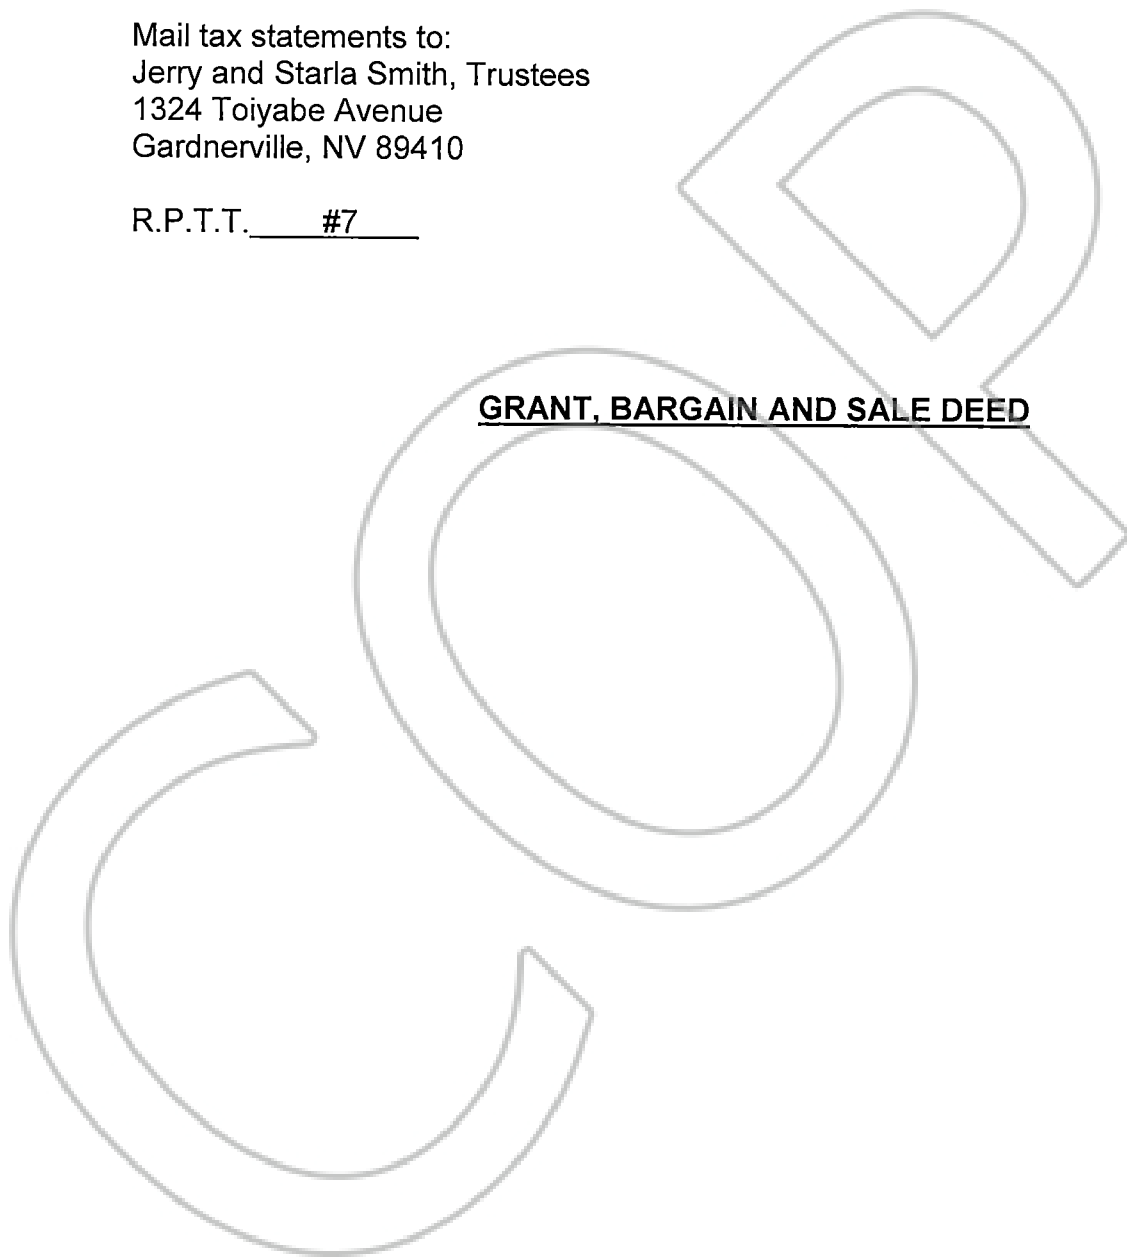 Mail tax statements to:
Jerry and Starla Smith, Trustees
1324 Toiyabe Avenue
Gardnerville, NV 89410
R.P.T.T. #7
GRANT, BARGAIN AND SALE DEED
COP